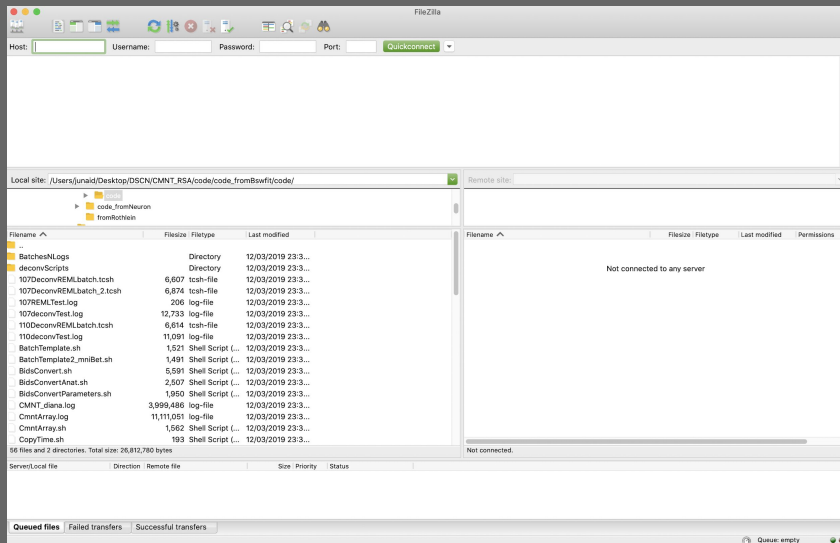 FileZilla
Host: Username: Password: Port: Quickconnect
Local site: /Users/junaid/Desktop/DSCN/CMNT_RSA/code/code_fromBswfit/code/
Remote site:
code
code_fromNeuron
fromRothlein
Filename Filesize Filetype Last modified
..
BatchesNLogs Directory 12/03/2019 23:3...
deconvScripts Directory 12/03/2019 23:3...
107DeconvREMLbatch.tcsh 6,607 tcsh-file 12/03/2019 23:3...
107DeconvREMLbatch_2.tcsh 6,874 tcsh-file 12/03/2019 23:3...
107REMLTest.log 206 log-file 12/03/2019 23:3...
107deconvTest.log 12,733 log-file 12/03/2019 23:3...
110DeconvREMLbatch.tcsh 6,614 tcsh-file 12/03/2019 23:3...
110deconvTest.log 11,091 log-file 12/03/2019 23:3...
BatchTemplate.sh 1,521 Shell Script (... 12/03/2019 23:3...
BatchTemplate2_mniBet.sh 1,491 Shell Script (... 12/03/2019 23:3...
BidsConvert.sh 5,591 Shell Script (... 12/03/2019 23:3...
BidsConvertAnat.sh 2,507 Shell Script (... 12/03/2019 23:3...
BidsConvertParameters.sh 1,950 Shell Script (... 12/03/2019 23:3...
CMNT_diana.log 3,999,486 log-file 12/03/2019 23:3...
CmntArray.log 11,111,051 log-file 12/03/2019 23:3...
CmntArray.sh 1,562 Shell Script (... 12/03/2019 23:3...
CopyTime.sh 193 Shell Script (... 12/03/2019 23:3...
56 files and 2 directories. Total size: 26,812,780 bytes
Filename Filesize Filetype Last modified Permissions
Not connected to any server
Not connected.
Server/Local file Direction Remote file Size Priority Status
Queued files Failed transfers Successful transfers
Queue: empty